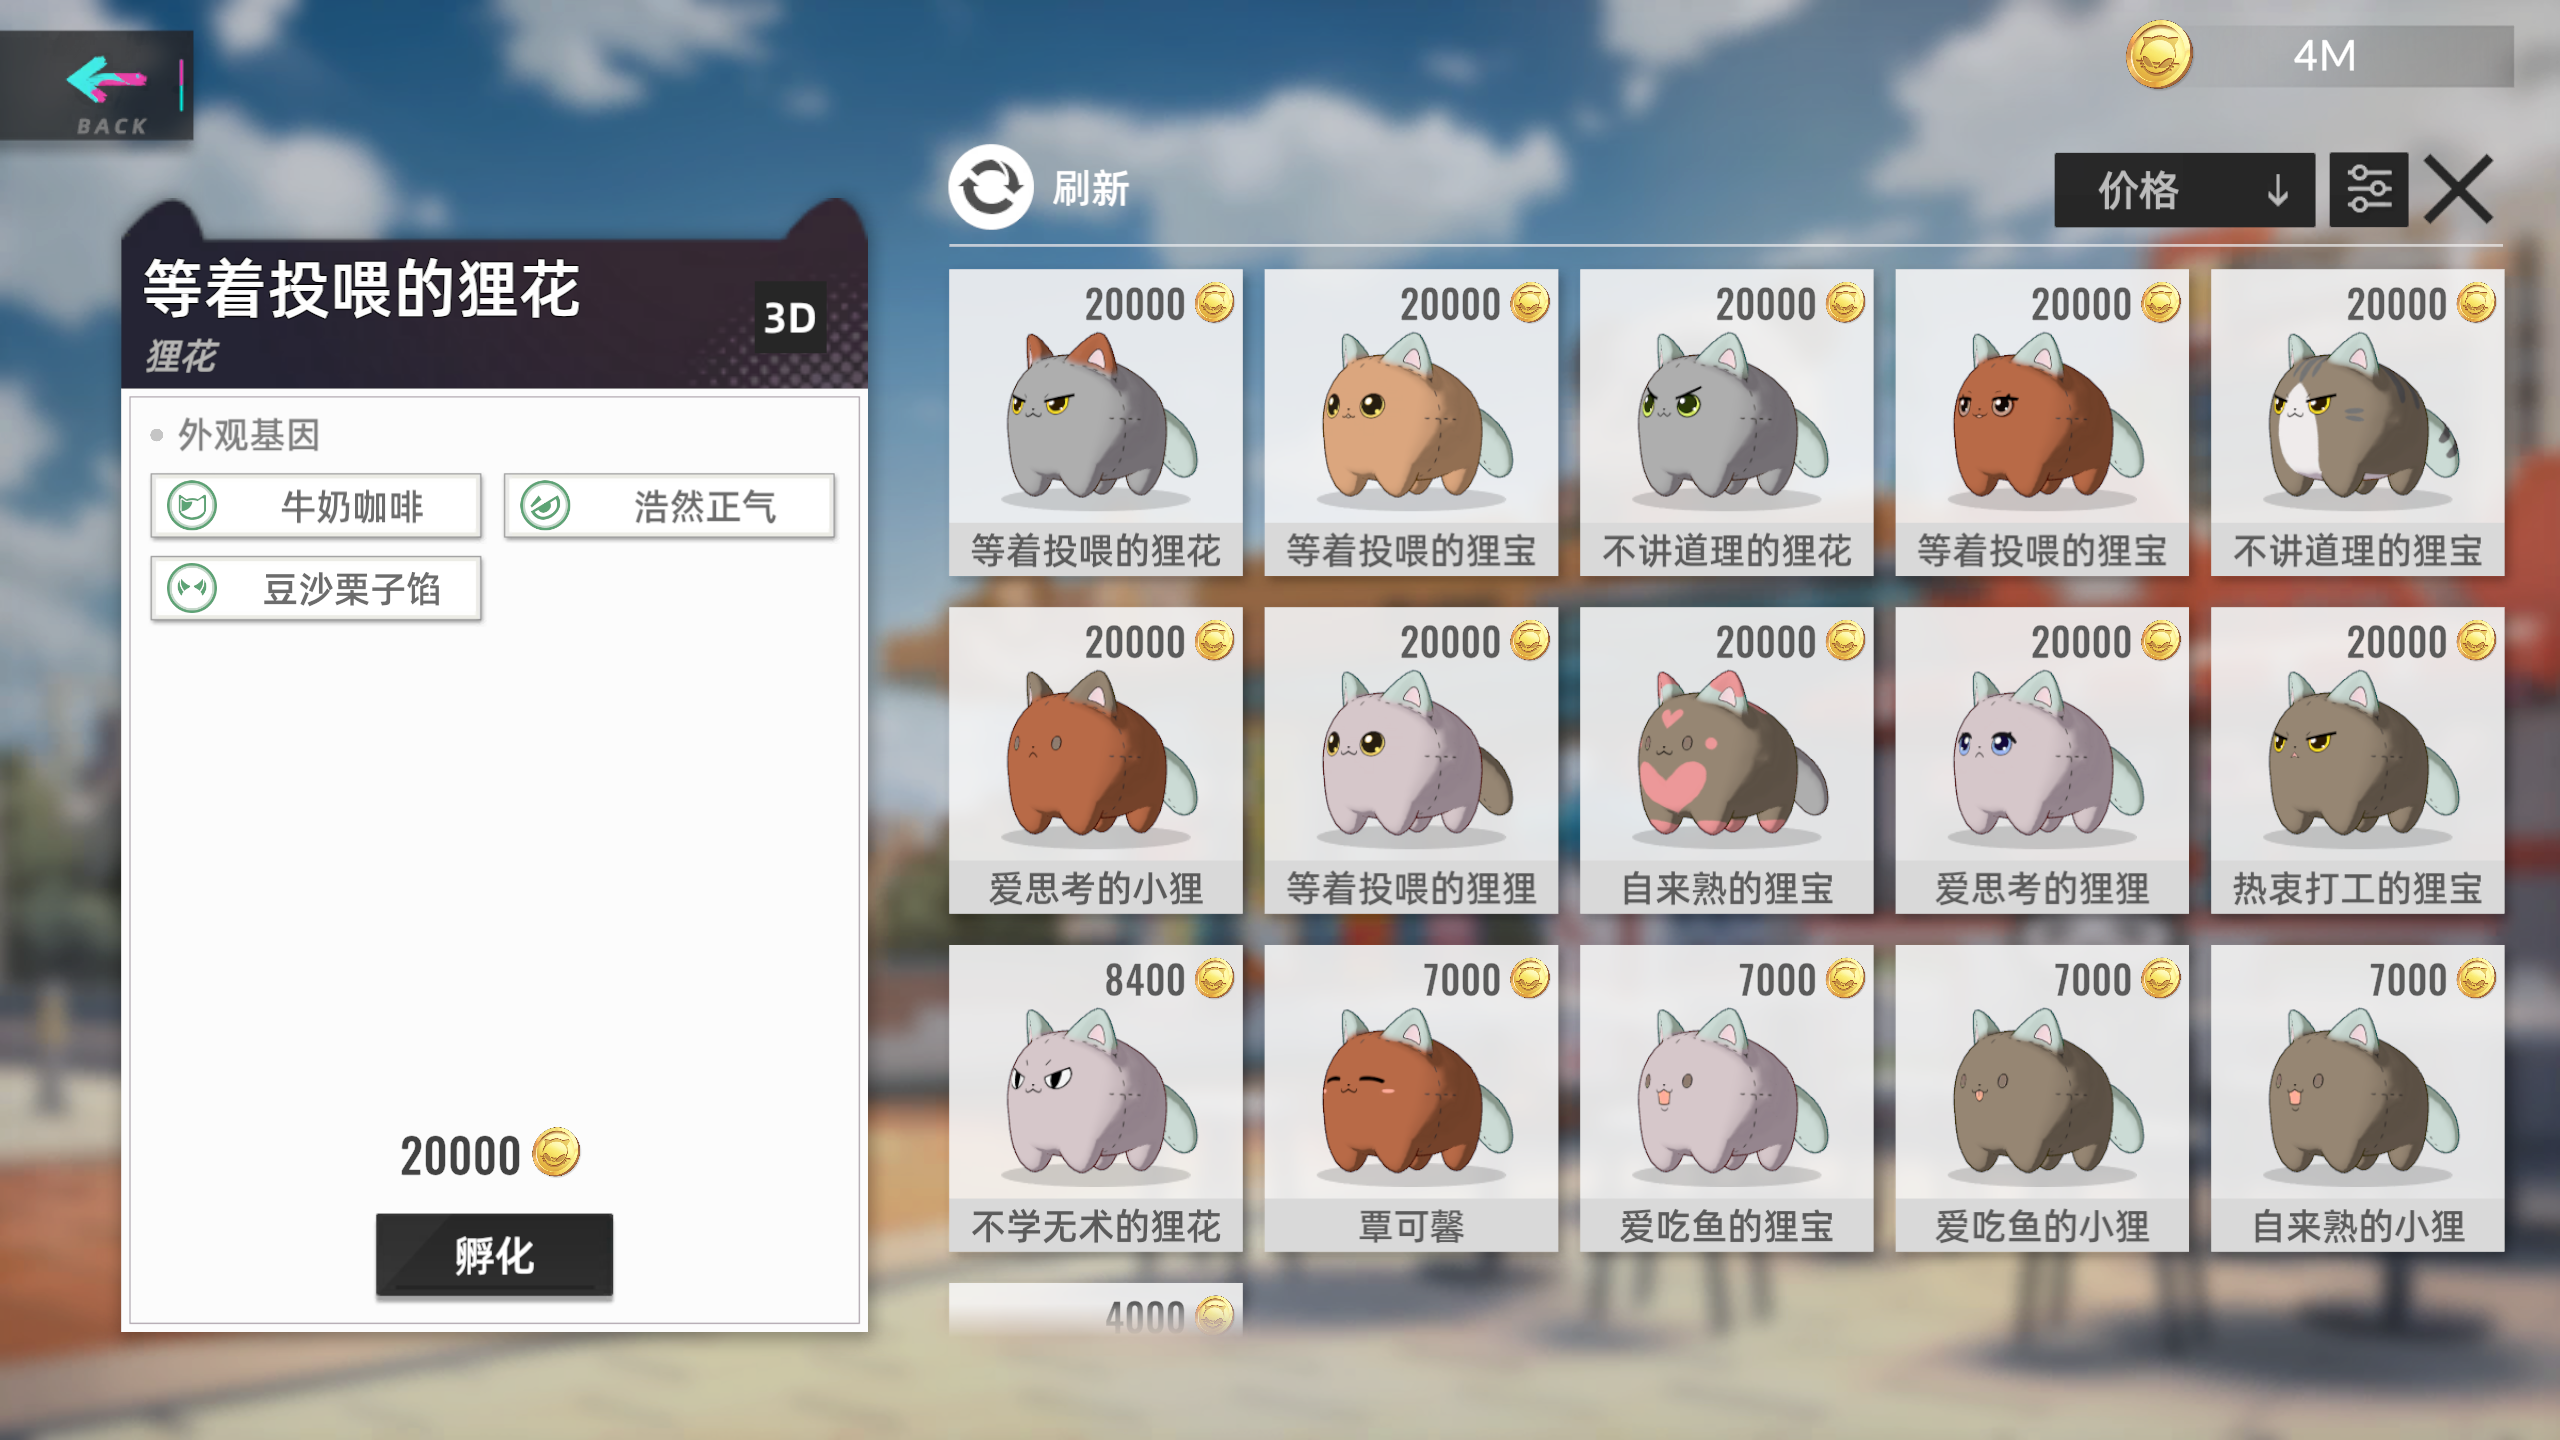 BACK
4M
刷新
价格
等着投喂的狸花
狸花
3D
外观基因
牛奶咖啡
浩然正气
豆沙栗子馅
20000
孵化
20000
20000
20000
20000
20000
等着投喂的狸花
等着投喂的狸宝
不讲道理的狸花
等着投喂的狸宝
不讲道理的狸宝
20000
20000
20000
20000
20000
爱思考的小狸
等着投喂的狸狸
自来熟的狸宝
爱思考的狸狸
热衷打工的狸宝
8400
7000
7000
7000
7000
不学无术的狸花
覃可馨
爱吃鱼的狸宝
爱吃鱼的小狸
自来熟的小狸
4000